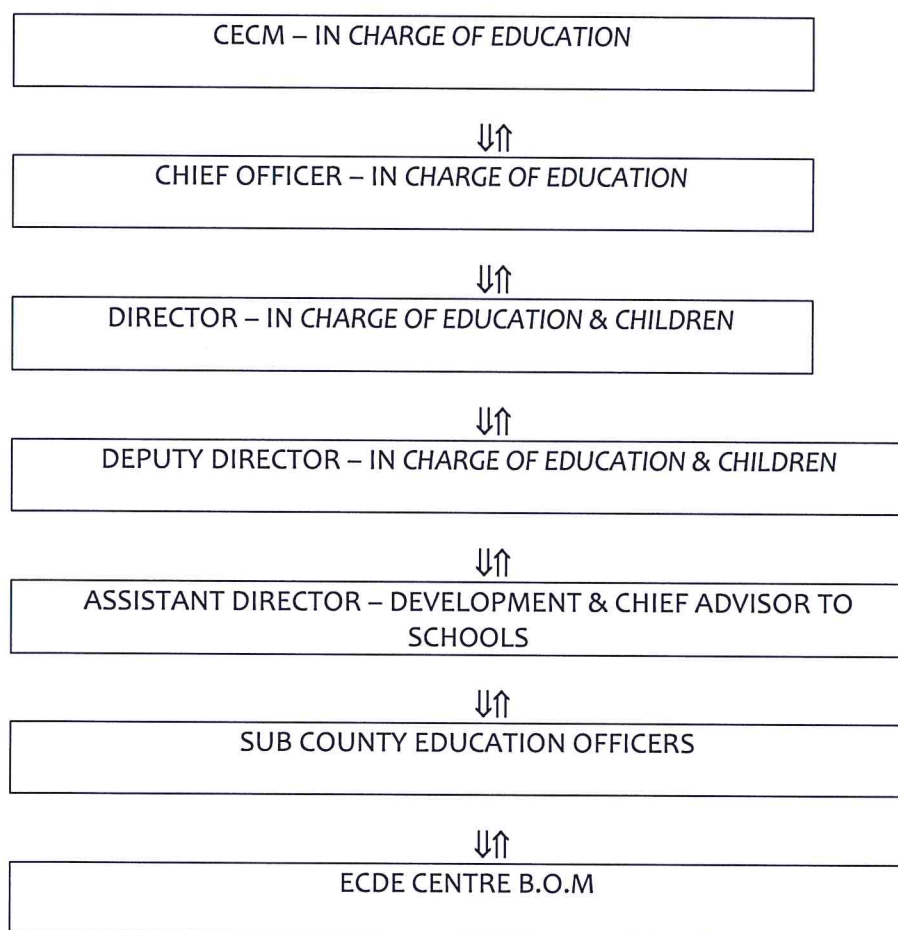 CECM – IN CHARGE OF EDUCATION
⇓⇑
CHIEF OFFICER – IN CHARGE OF EDUCATION
⇓⇑
DIRECTOR – IN CHARGE OF EDUCATION & CHILDREN
⇓⇑
DEPUTY DIRECTOR – IN CHARGE OF EDUCATION & CHILDREN
⇓⇑
ASSISTANT DIRECTOR – DEVELOPMENT & CHIEF ADVISOR TO
SCHOOLS
⇓⇑
SUB COUNTY EDUCATION OFFICERS
⇓⇑
ECDE CENTRE B.O.M